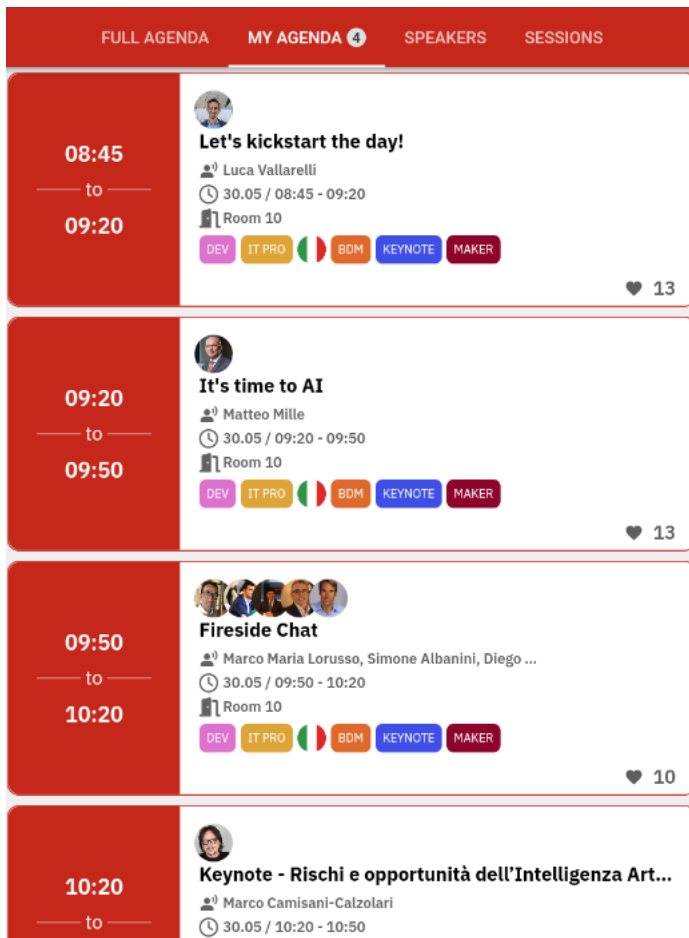 FULL AGENDA MY AGENDA 4 SPEAKERS SESSIONS
08:45
to
09:20
Let's kickstart the day!
Luca Vallarelli
30.05 / 08:45 - 09:20
Room 10
DEV IT PRO BDM KEYNOTE MAKER
13
09:20
to
09:50
It's time to AI
Matteo Mille
30.05 / 09:20 - 09:50
Room 10
DEV IT PRO BDM KEYNOTE MAKER
13
09:50
to
10:20
Fireside Chat
Marco Maria Lorusso, Simone Albanini, Diego ...
30.05 / 09:50 - 10:20
Room 10
DEV IT PRO BDM KEYNOTE MAKER
10
10:20
to
Keynote - Rischi e opportunità dell’Intelligenza Art...
Marco Camisani-Calzolari
30.05 / 10:20 - 10:50